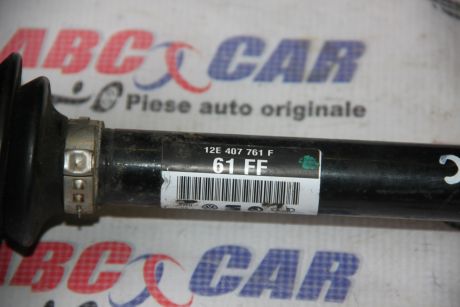 ABC CAR
Piese auto originale
12E 407 761 F
61 FF
ABC CAR